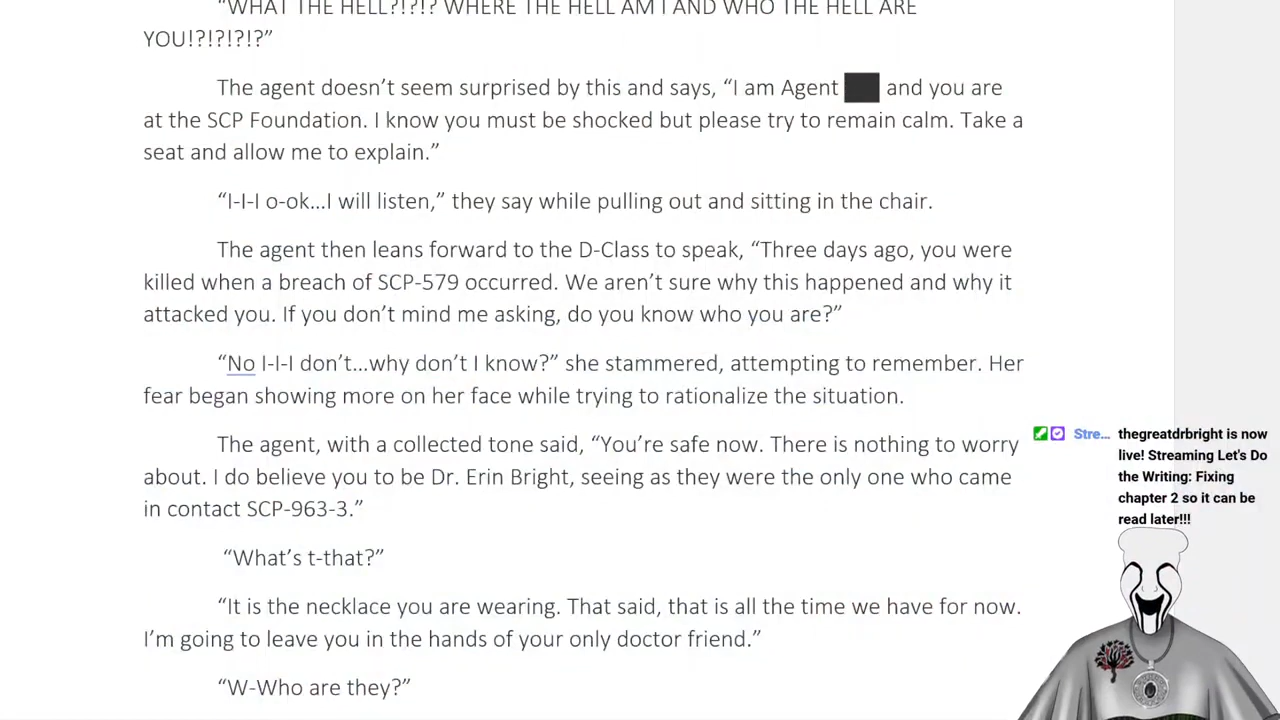 “WHAT THE HELL?!?!? WHERE THE HELL AM I AND WHO THE HELL ARE
YOU!?!?!?!?”
The agent doesn’t seem surprised by this and says, “I am Agent and you are
at the SCP Foundation. I know you must be shocked but please try to remain calm. Take a
seat and allow me to explain.”
“I-I-I o-ok…I will listen,” they say while pulling out and sitting in the chair.
The agent then leans forward to the D-Class to speak, “Three days ago, you were
killed when a breach of SCP-579 occurred. We aren’t sure why this happened and why it
attacked you. If you don’t mind me asking, do you know who you are?”
“No I-I-I don’t…why don’t I know?” she stammered, attempting to remember. Her
fear began showing more on her face while trying to rationalize the situation.
The agent, with a collected tone said, “You’re safe now. There is nothing to worry
about. I do believe you to be Dr. Erin Bright, seeing as they were the only one who came
in contact SCP-963-3.”
“What’s t-that?”
“It is the necklace you are wearing. That said, that is all the time we have for now.
I’m going to leave you in the hands of your only doctor friend.”
“W-Who are they?”
Stre… thegreatdrbright is now
live! Streaming Let's Do
the Writing: Fixing
chapter 2 so it can be
read later!!!